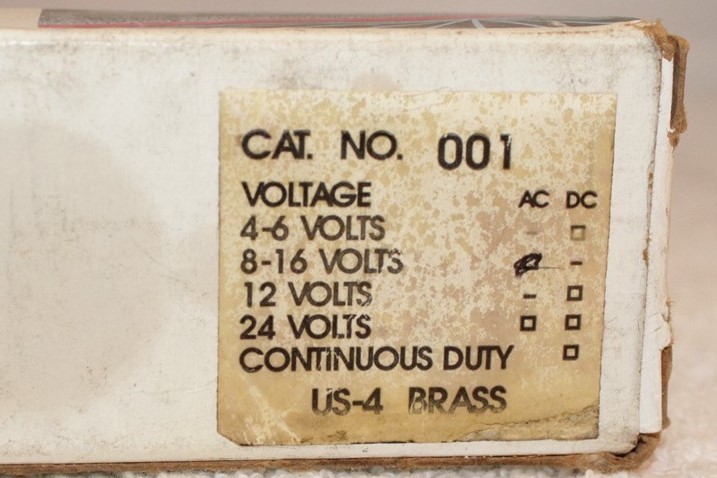 CAT. NO. 001
VOLTAGE AC DC
4-6 VOLTS - □
8-16 VOLTS □ -
12 VOLTS - □
24 VOLTS □ □
CONTINUOUS DUTY □
US-4 BRASS